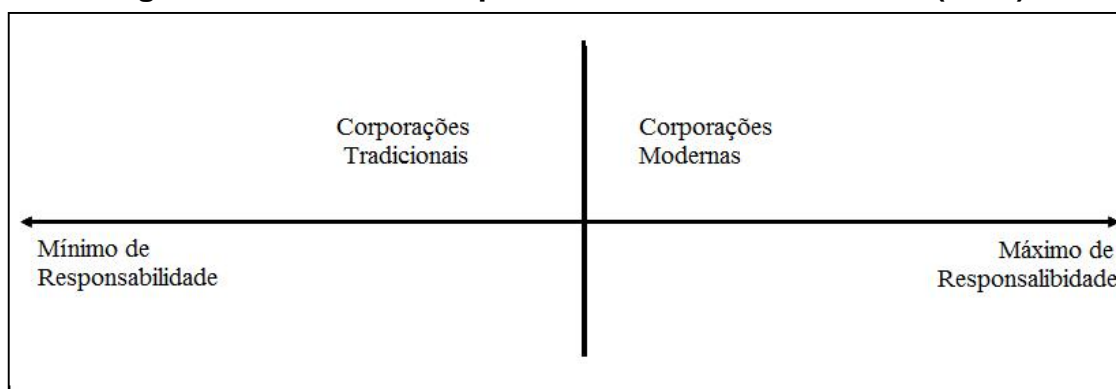 Corporações
Tradicionais
Corporações
Modernas
Mínimo de
Responsabilidade
Máximo de
Responsalibidade